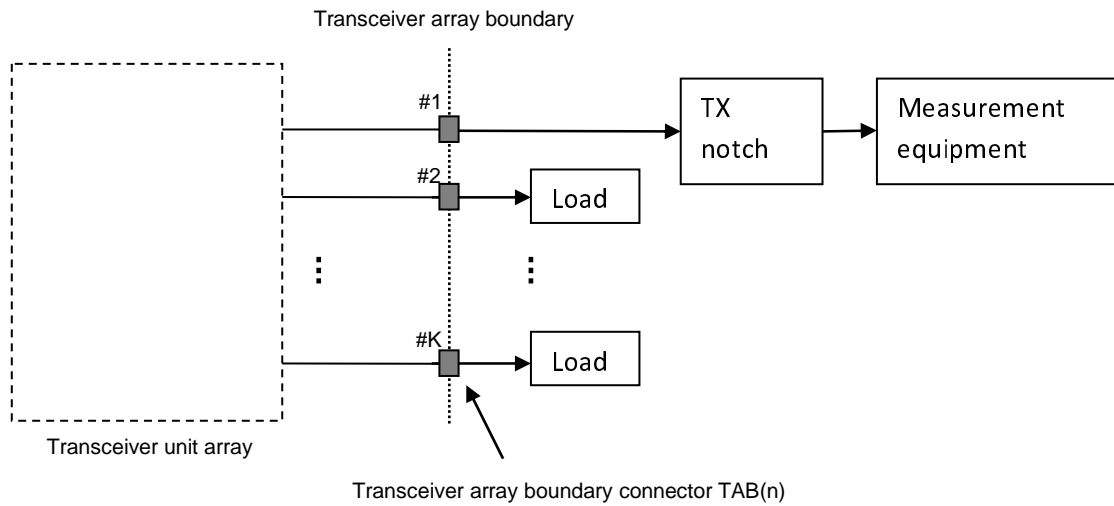 Transceiver array boundary
#1
TX
notch
Measurement
equipment
#2
Load
#K
Load
Transceiver unit array
Transceiver array boundary connector TAB(n)